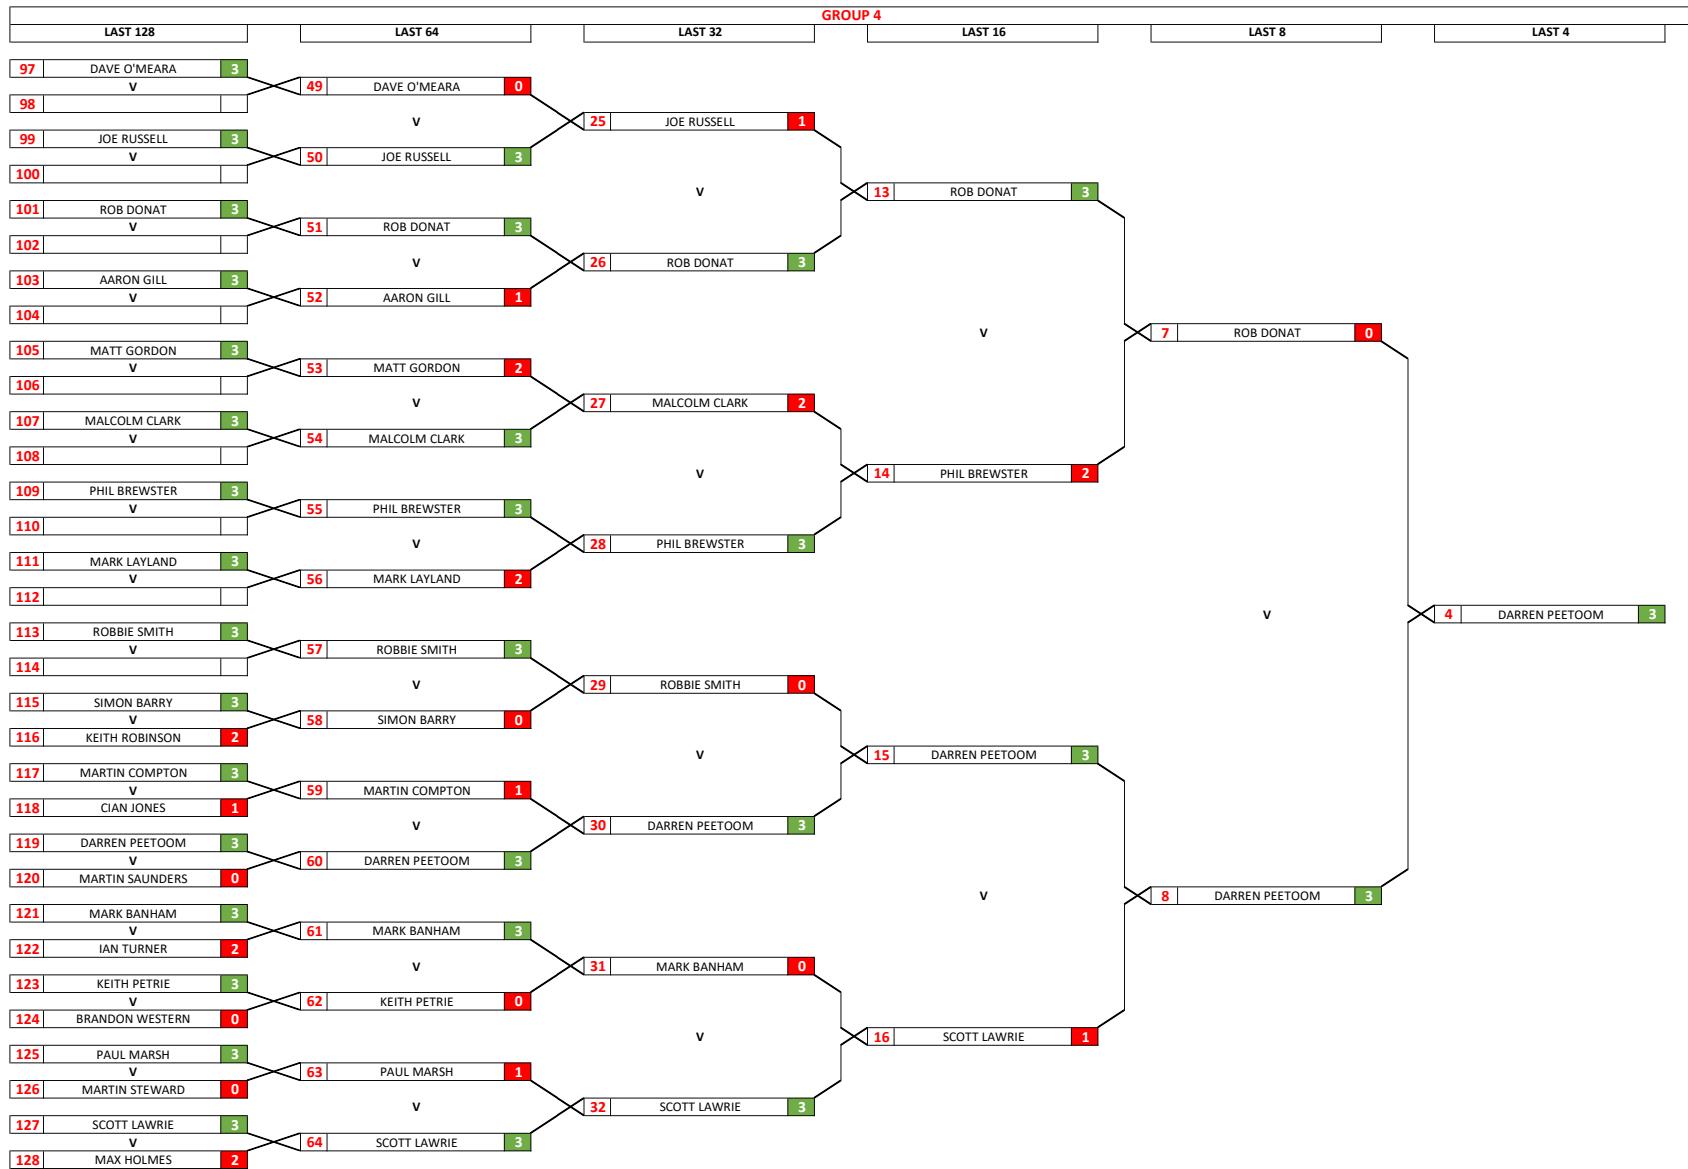 GROUP 4
LAST 128 LAST 64 LAST 32 LAST 16 LAST 8 LAST 4
97 DAVE O'MEARA 3
V 49 DAVE O'MEARA 0
98
V 25 JOE RUSSELL 1
99 JOE RUSSELL 3
V 50 JOE RUSSELL 3
100
V 13 ROB DONAT 3
101 ROB DONAT 3
V 51 ROB DONAT 3
102
V 26 ROB DONAT 3
103 AARON GILL 3
V 52 AARON GILL 1
104
V 7 ROB DONAT 0
105 MATT GORDON 3
V 53 MATT GORDON 2
106
V 27 MALCOLM CLARK 2
107 MALCOLM CLARK 3
V 54 MALCOLM CLARK 3
108
V 14 PHIL BREWSTER 2
109 PHIL BREWSTER 3
V 55 PHIL BREWSTER 3
110
V 28 PHIL BREWSTER 3
111 MARK LAYLAND 3
V 56 MARK LAYLAND 2
112
V 4 DARREN PEETOOM 3
113 ROBBIE SMITH 3
V 57 ROBBIE SMITH 3
114
V 29 ROBBIE SMITH 0
115 SIMON BARRY 3
V 58 SIMON BARRY 0
116 KEITH ROBINSON 2
V 15 DARREN PEETOOM 3
117 MARTIN COMPTON 3
V 59 MARTIN COMPTON 1
118 CIAN JONES 1
V 30 DARREN PEETOOM 3
119 DARREN PEETOOM 3
V 60 DARREN PEETOOM 3
120 MARTIN SAUNDERS 0
V 8 DARREN PEETOOM 3
121 MARK BANHAM 3
V 61 MARK BANHAM 3
122 IAN TURNER 2
V 31 MARK BANHAM 0
123 KEITH PETRIE 3
V 62 KEITH PETRIE 0
124 BRANDON WESTERN 0
V 16 SCOTT LAWRIE 1
125 PAUL MARSH 3
V 63 PAUL MARSH 1
126 MARTIN STEWARD 0
V 32 SCOTT LAWRIE 3
127 SCOTT LAWRIE 3
V 64 SCOTT LAWRIE 3
128 MAX HOLMES 2